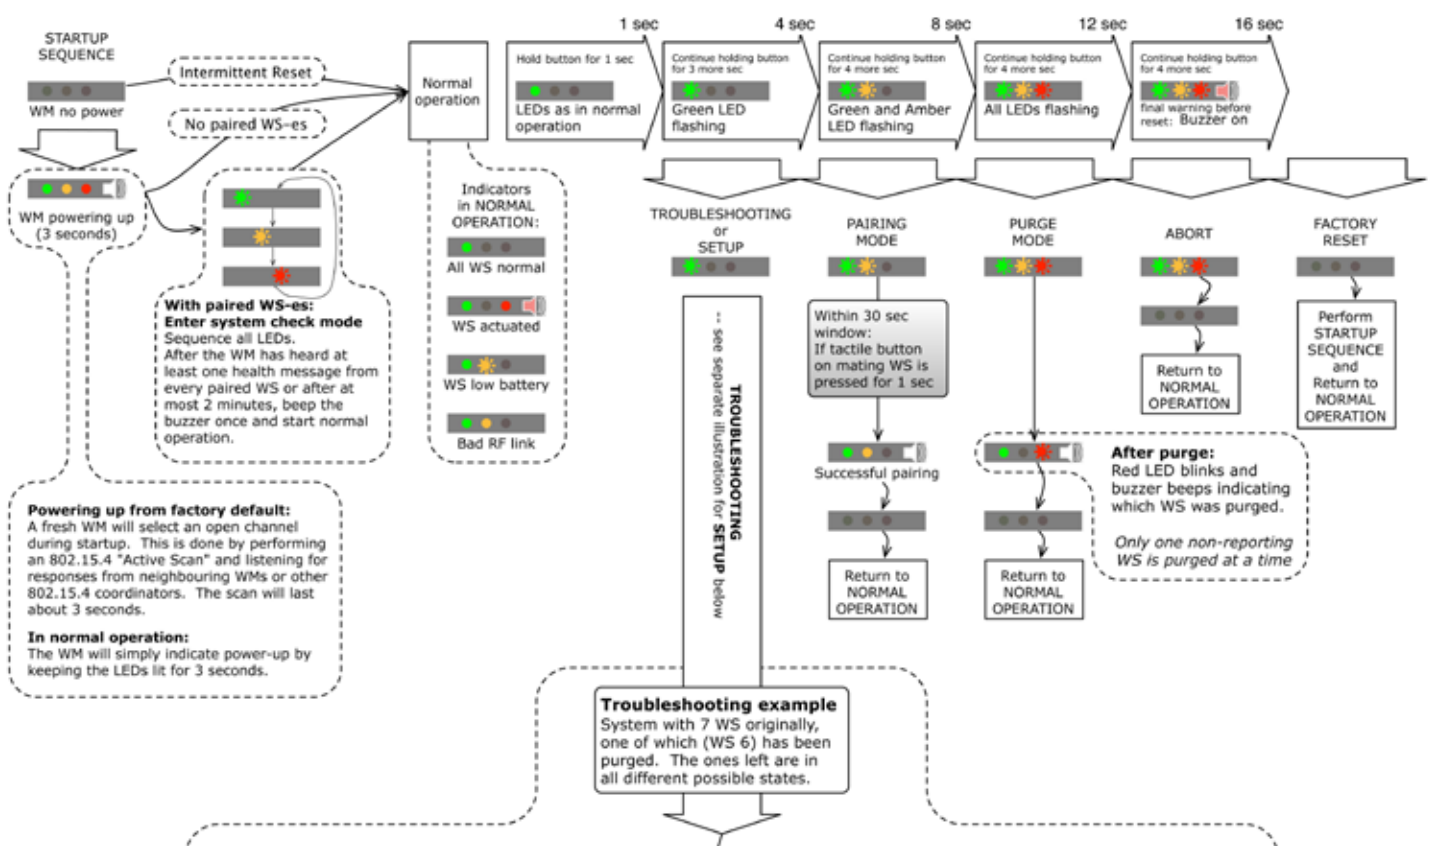 STARTUP
SEQUENCE
WM no power
Intermittent Reset
No paired WS-es
WM powering up
(3 seconds)
With paired WS-es:
Enter system check mode
Sequence all LEDs.
After the WM has heard at
least one health message from
every paired WS or after at
most 2 minutes, beep the
buzzer once and start normal
operation.
Powering up from factory default:
A fresh WM will select an open channel
during startup. This is done by performing
an 802.15.4 "Active Scan" and listening for
responses from neighbouring WMs or other
802.15.4 coordinators. The scan will last
about 3 seconds.
In normal operation:
The WM will simply indicate power-up by
keeping the LEDs lit for 3 seconds.
Normal
operation
Indicators
in NORMAL
OPERATION:
All WS normal
WS actuated
WS low battery
Bad RF link
1 sec
4 sec
8 sec
12 sec
16 sec
Hold button for 1 sec
LEDs as in normal
operation
Continue holding button
for 3 more sec
Green LED
flashing
Continue holding button
for 4 more sec
Green and Amber
LED flashing
Continue holding button
for 4 more sec
All LEDs flashing
Continue holding button
for 4 more sec
final warning before
reset: Buzzer on
TROUBLESHOOTING
or
SETUP
TROUBLESHOOTING
-- see separate illustration for SETUP below
PAIRING
MODE
Within 30 sec
window:
If tactile button
on mating WS is
pressed for 1 sec
Successful pairing
Return to
NORMAL
OPERATION
PURGE
MODE
After purge:
Red LED blinks and
buzzer beeps indicating
which WS was purged.
Only one non-reporting
WS is purged at a time
Return to
NORMAL
OPERATION
ABORT
Return to
NORMAL
OPERATION
FACTORY
RESET
Perform
STARTUP
SEQUENCE
and
Return to
NORMAL
OPERATION
Troubleshooting example
System with 7 WS originally,
one of which (WS 6) has been
purged. The ones left are in
all different possible states.